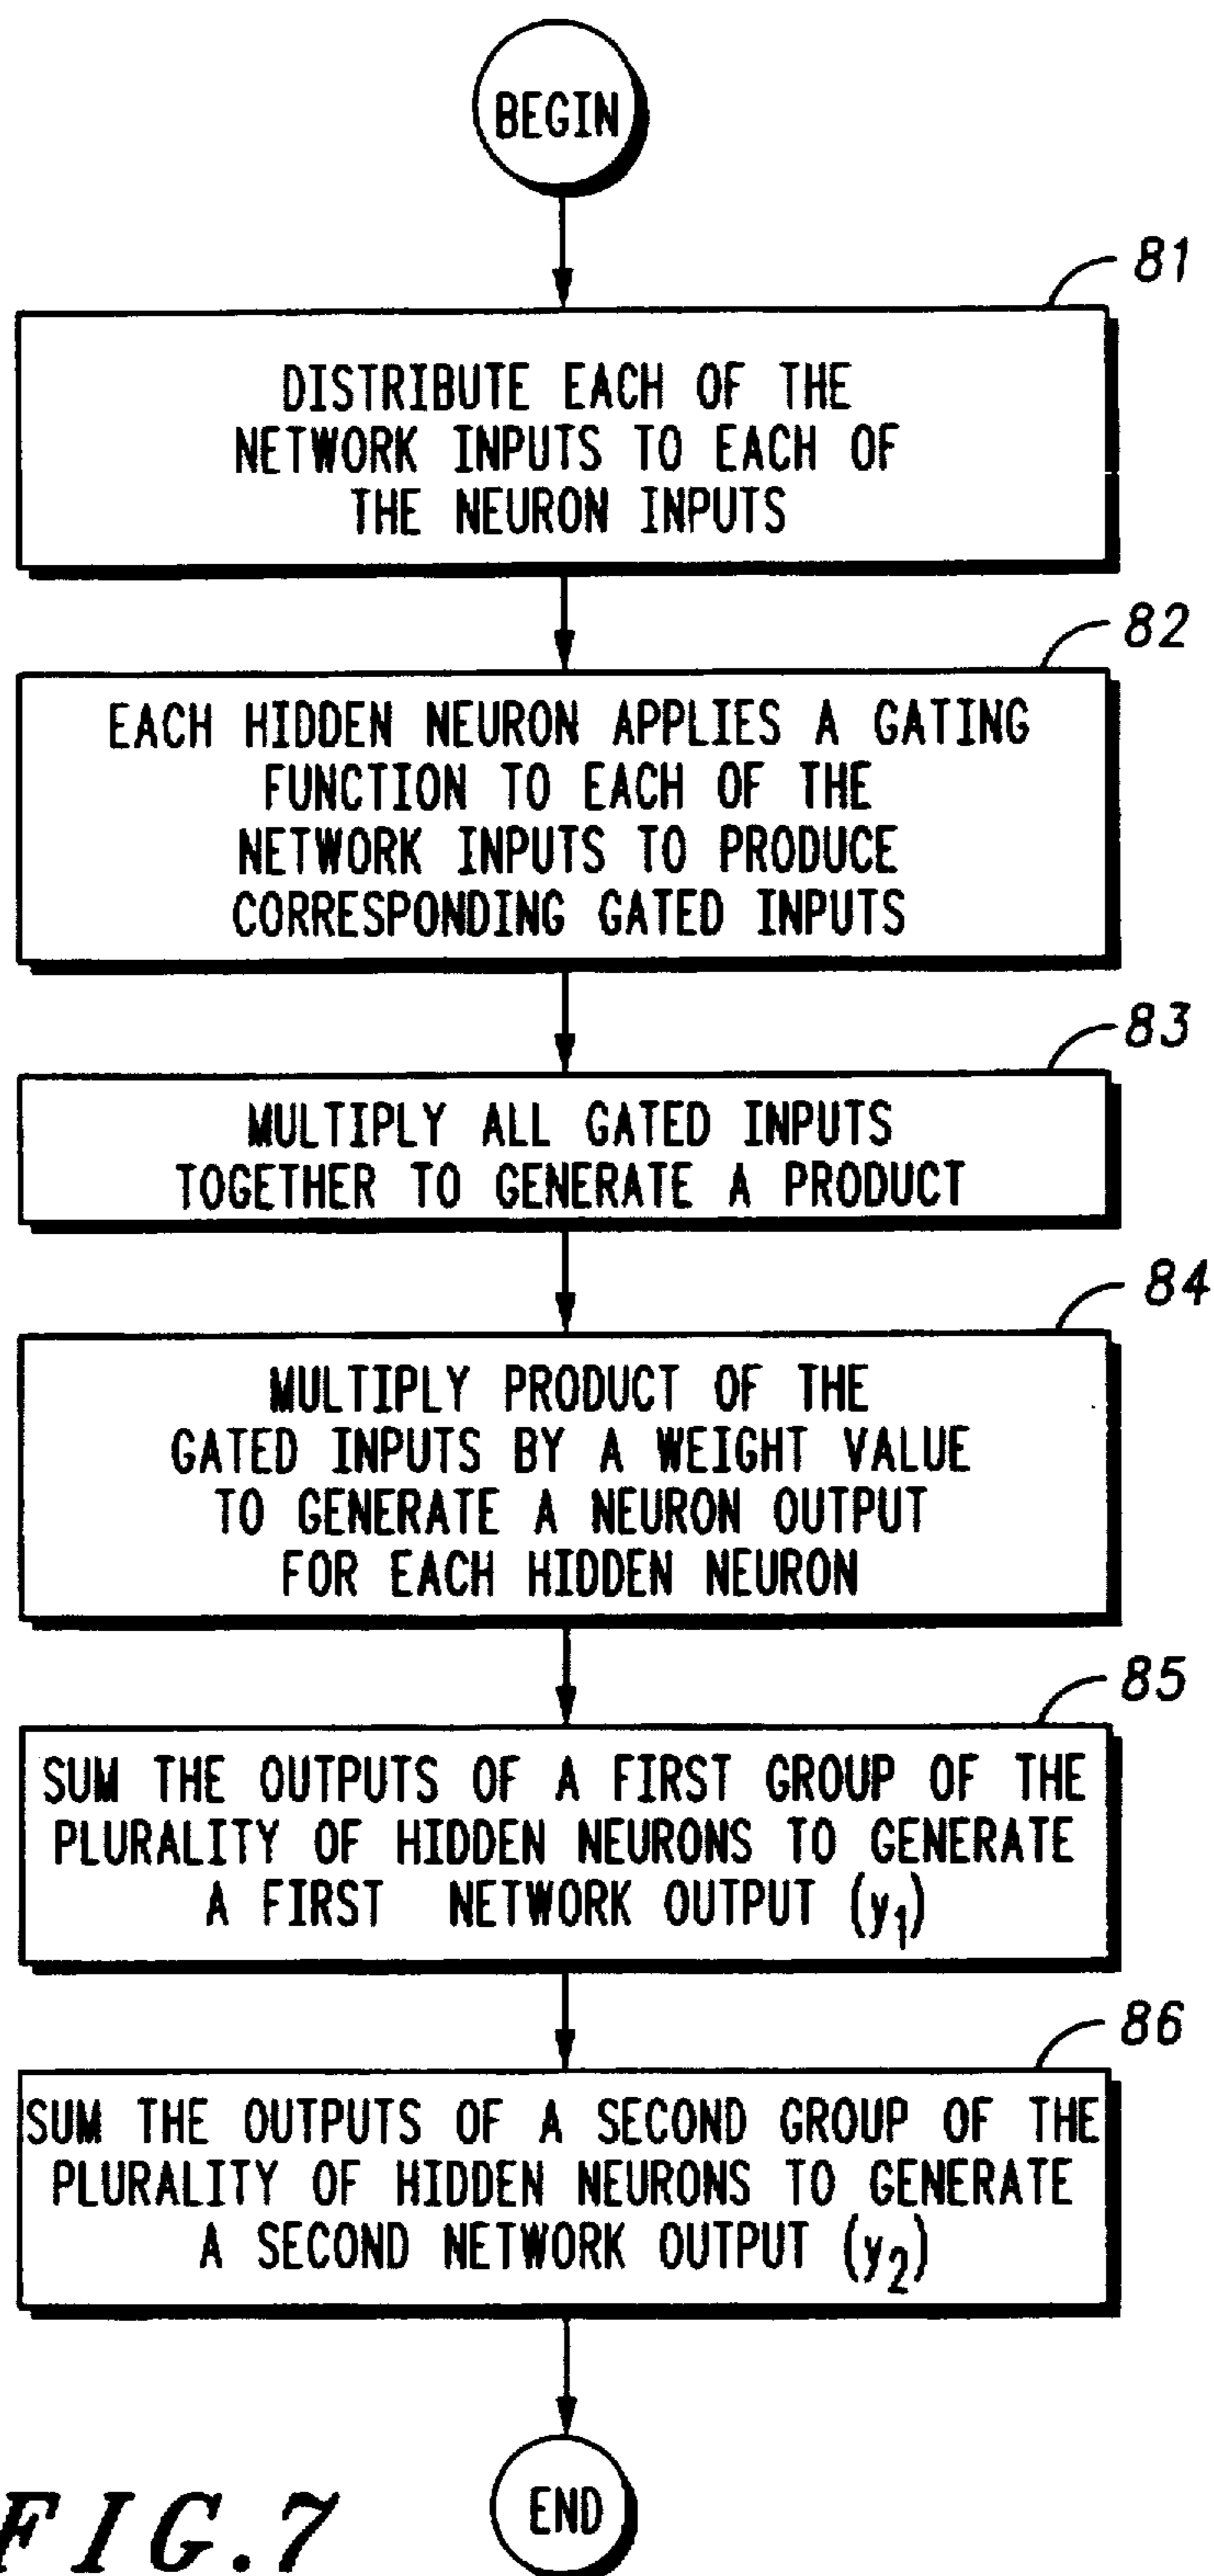 BEGIN
81
DISTRIBUTE EACH OF THE
NETWORK INPUTS TO EACH OF
THE NEURON INPUTS
82
EACH HIDDEN NEURON APPLIES A GATING
FUNCTION TO EACH OF THE
NETWORK INPUTS TO PRODUCE
CORRESPONDING GATED INPUTS
83
MULTIPLY ALL GATED INPUTS
TOGETHER TO GENERATE A PRODUCT
84
MULTIPLY PRODUCT OF THE
GATED INPUTS BY A WEIGHT VALUE
TO GENERATE A NEURON OUTPUT
FOR EACH HIDDEN NEURON
85
SUM THE OUTPUTS OF A FIRST GROUP OF THE
PLURALITY OF HIDDEN NEURONS TO GENERATE
A FIRST NETWORK OUTPUT (y₁)
86
SUM THE OUTPUTS OF A SECOND GROUP OF THE
PLURALITY OF HIDDEN NEURONS TO GENERATE
A SECOND NETWORK OUTPUT (y₂)
END
FIG.7